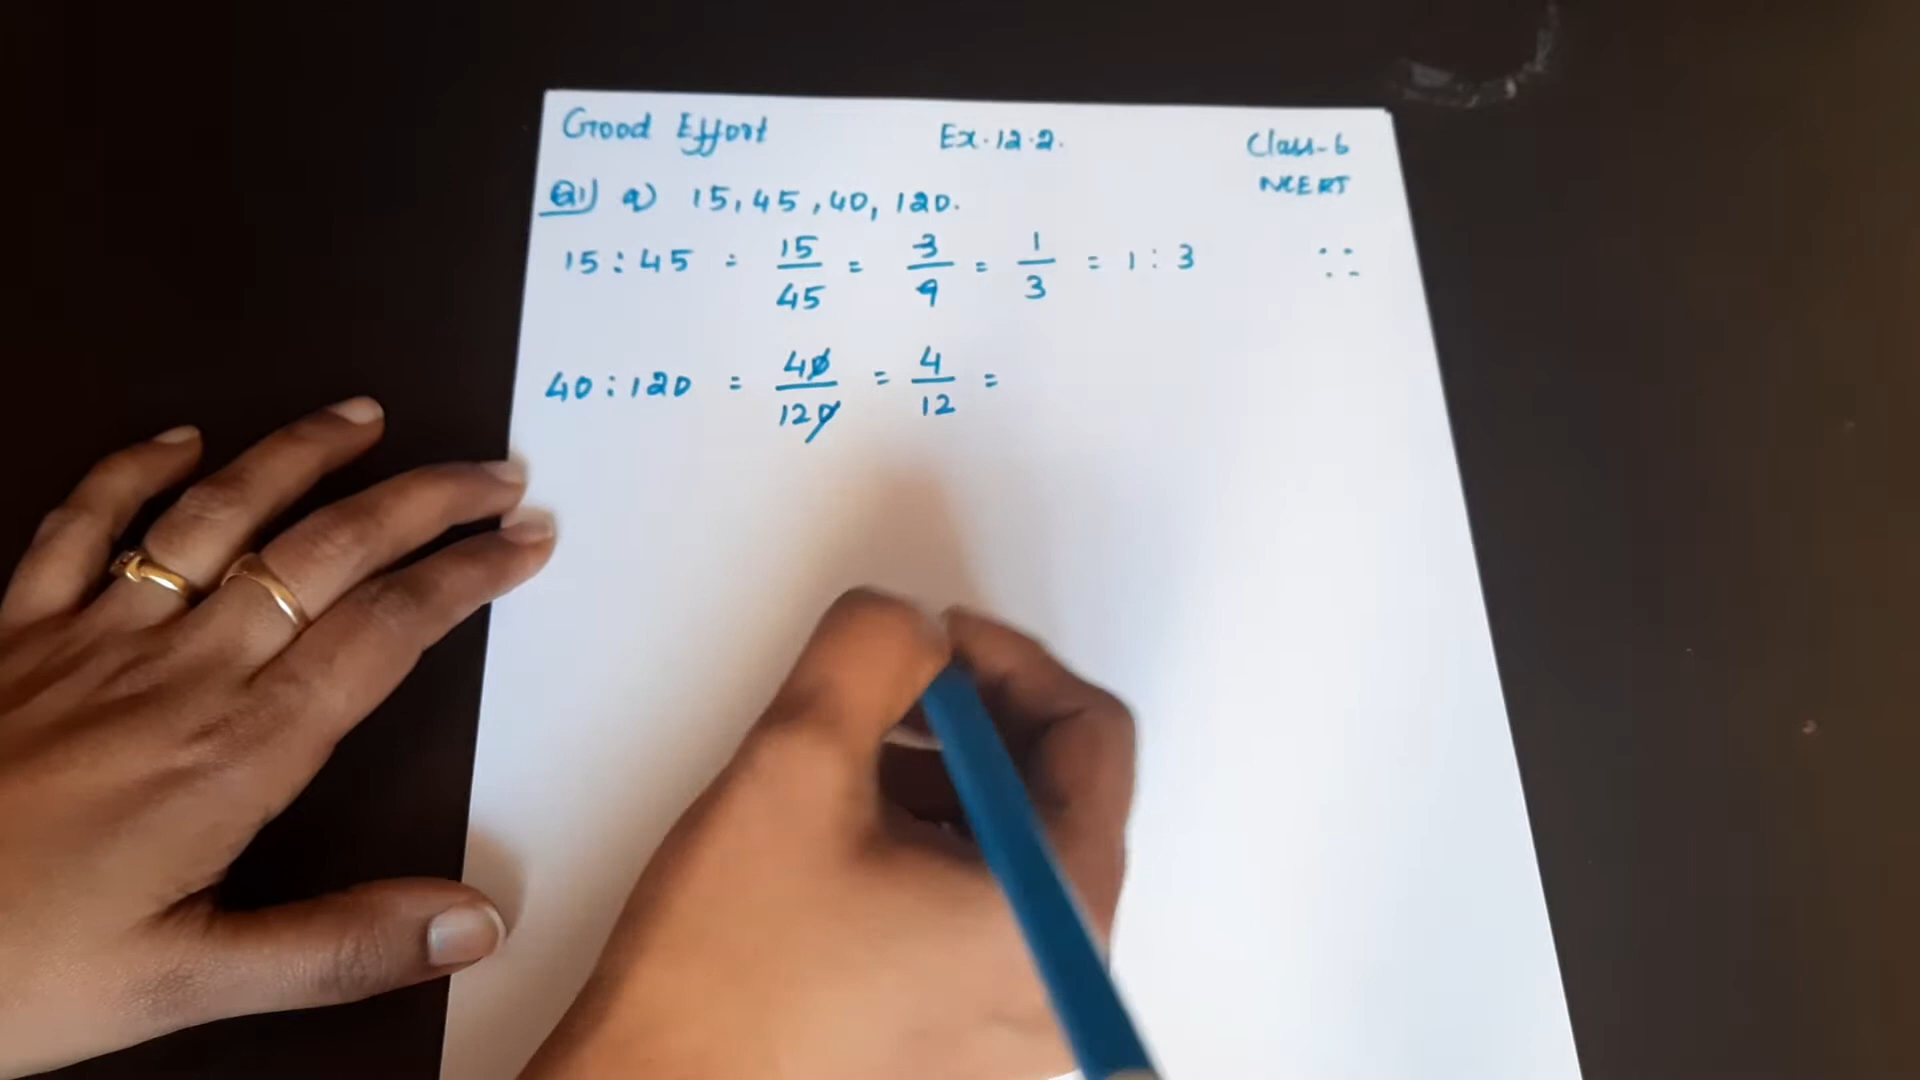 Good Effort Ex.12.2. Class-6
NCERT
Q1) a) 15, 45, 40, 120.
15 : 45 = 15/45 = 3/9 = 1/3 = 1 : 3 ::
40 : 120 = 40/120 = 4/12 =